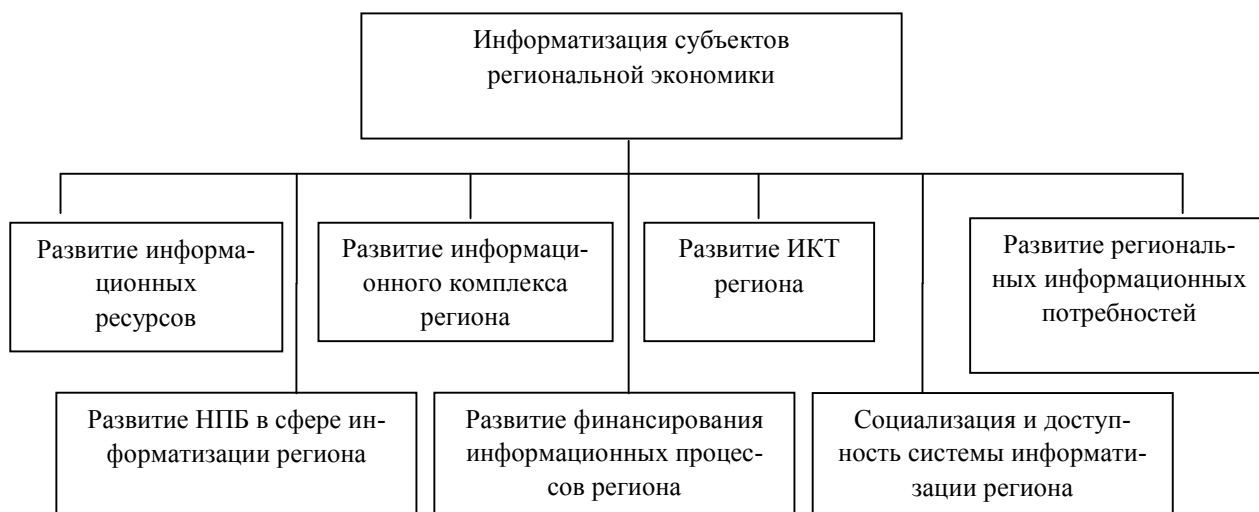 Информатизация субъектов
региональной экономики
Развитие информа-
ционных
ресурсов
Развитие информаци-
онного комплекса
региона
Развитие ИКТ
региона
Развитие региональ-
ных информационных
потребностей
Развитие НПБ в сфере ин-
форматизации региона
Развитие финансирования
информационных процес-
сов региона
Социализация и доступ-
ность системы информати-
зации региона